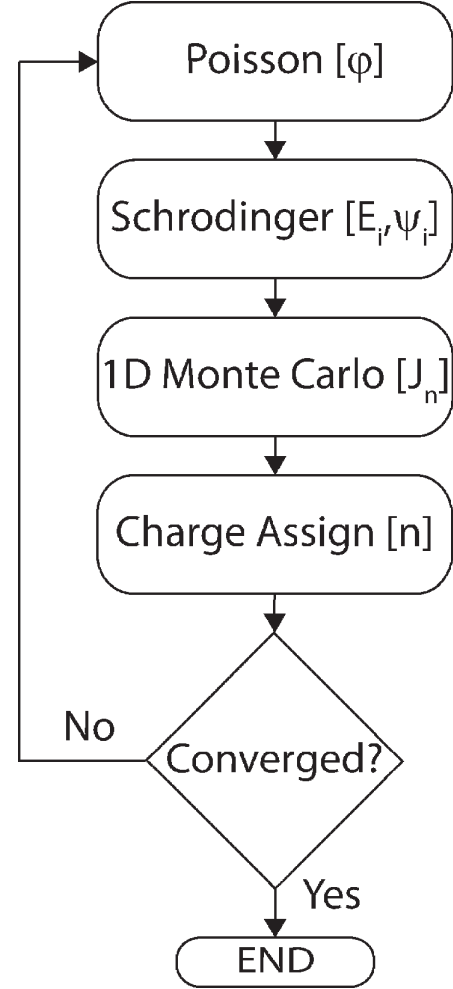 Poisson [φ]
Schrodinger [Ei,ψi]
1D Monte Carlo [Jn]
Charge Assign [n]
Converged?
No
Yes
END